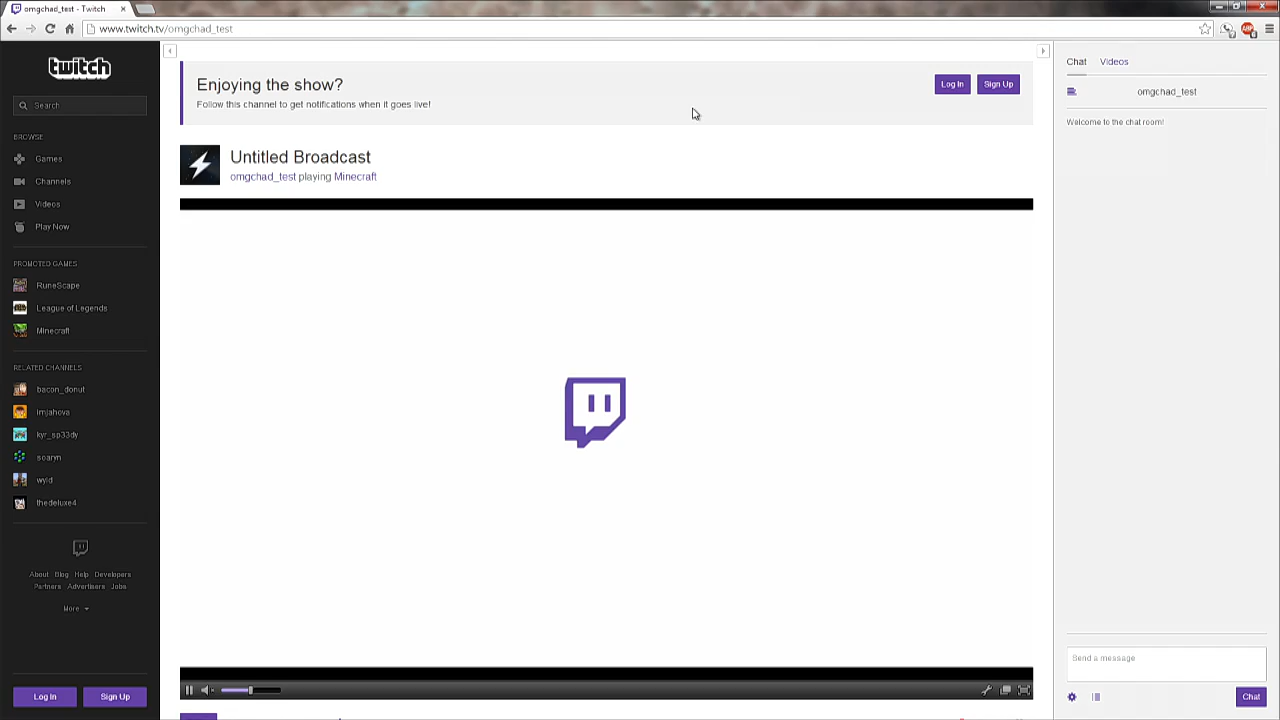 omgchad_test - Twitch
www.twitch.tv/omgchad_test
twitch
Search
BROWSE
Games
Channels
Videos
Play Now
PROMOTED GAMES
RuneScape
League of Legends
Minecraft
RELATED CHANNELS
bacon_donut
imjahova
kyr_sp33dy
soaryn
wyld
thedeluxe4
About Blog Help Developers
Partners Advertisers Jobs
More
Log In Sign Up
Enjoying the show?
Follow this channel to get notifications when it goes live!
Log In Sign Up
Untitled Broadcast
omgchad_test playing Minecraft
Chat Videos
omgchad_test
Welcome to the chat room!
Send a message
Chat